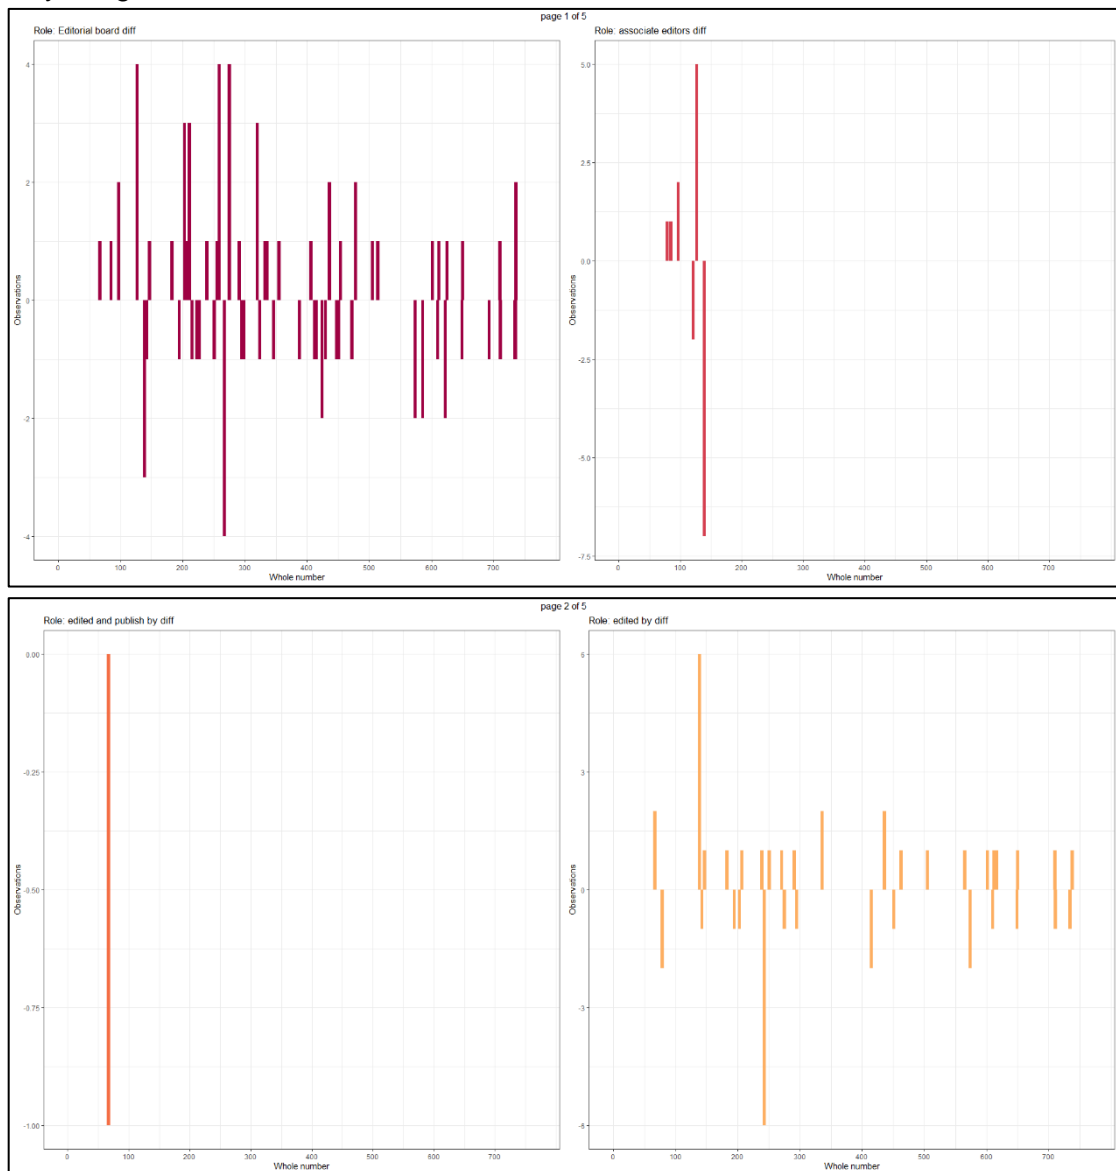 page 1 of 5
Role: Editorial board diff
Role: associate editors diff
4
2
0
-2
-4
Observations
0 100 200 300 400 500 600 700
Whole number
5.0
2.5
0.0
-2.5
-5.0
-7.5
Observations
0 100 200 300 400 500 600 700
Whole number
page 2 of 5
Role: edited and publish by diff
Role: edited by diff
0.00
-0.25
-0.50
-0.75
-1.00
Observations
0 100 200 300 400 500 600 700
Whole number
6
3
0
-3
-6
Observations
0 100 200 300 400 500 600 700
Whole number